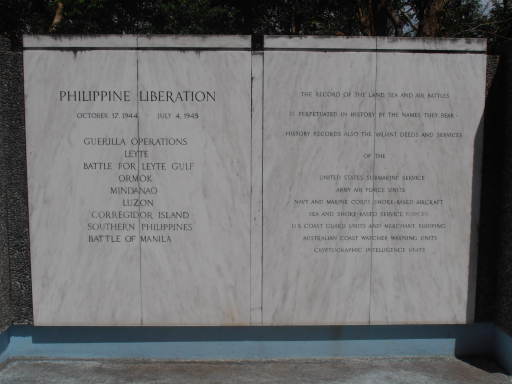 PHILIPPINE LIBERATION
OCTOBER 17, 1944 JULY 4, 1945
GUERILLA OPERATIONS
LEYTE
BATTLE FOR LEYTE GULF
ORMOK
MINDANAO
LUZON
CORREGIDOR ISLAND
SOUTHERN PHILIPPINES
BATTLE OF MANILA
THE RECORD OF THE LAND, SEA AND AIR BATTLES
IS PERPETUATED IN HISTORY BY THE NAMES THEY BEAR -
HISTORY RECORDS ALSO THE VALIANT DEEDS AND SERVICES
OF THE
UNITED STATES SUBMARINE SERVICE
ARMY AIR FORCE UNITS
NAVY AND MARINE CORPS SHORE-BASED AIRCRAFT
SEA AND SHORE-BASED SERVICE FORCES
U.S. COAST GUARD UNITS AND MERCHANT SHIPPING
AUSTRALIAN COAST WATCHER WARNING UNITS
CRYPTOGRAPHIC INTELLIGENCE UNITS